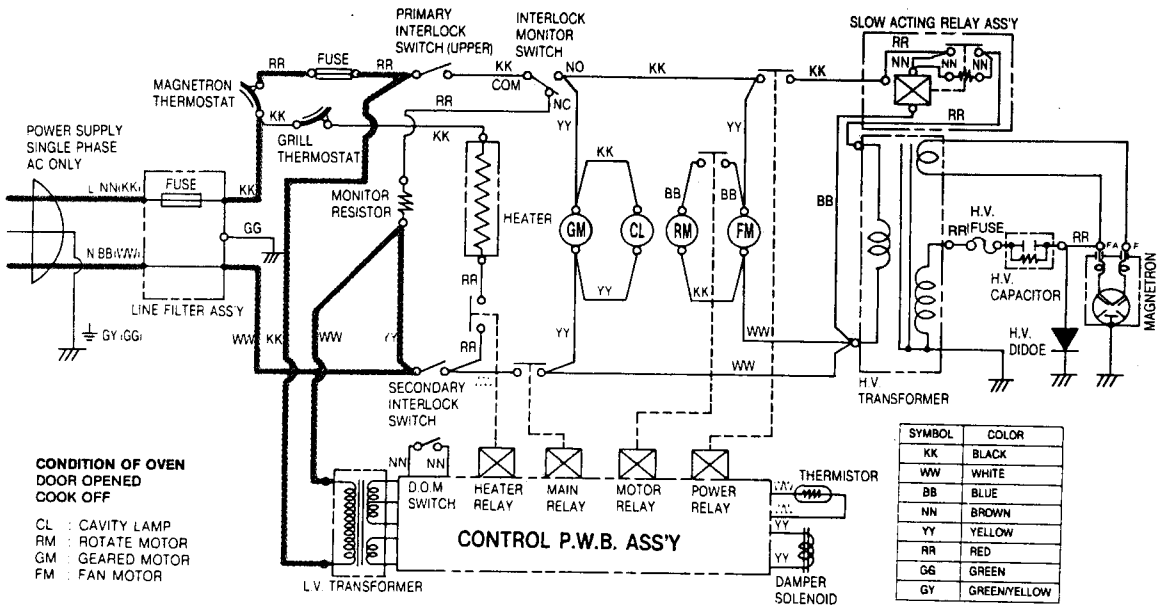 PRIMARY
INTERLOCK
SWITCH (UPPER)
INTERLOCK
MONITOR
SWITCH
SLOW ACTING RELAY ASS'Y
RR
FUSE
RR
KK
COM
NO
NC
KK
KK
RR
NN
NN
NN
RR
MAGNETRON
THERMOSTAT
KK
GRILL
THERMOSTAT
KK
RR
YY
YY
POWER SUPPLY
SINGLE PHASE
AC ONLY
L NN(KK)
FUSE
KK
GG
N BB(WW)
LINE FILTER ASS'Y
GY (GG)
MONITOR
RESISTOR
HEATER
KK
GM
CL
YY
BB
BB
RM
FM
KK
BB
RR
H.V.
FUSE
RR
FA
F
H.V.
CAPACITOR
MAGNETRON
H.V.
DIDOE
H.V.
TRANSFORMER
WW
KK
WW
YY
RR
RR
YY
WW
WW
SECONDARY
INTERLOCK
SWITCH
CONDITION OF OVEN
DOOR OPENED
COOK OFF
CL : CAVITY LAMP
RM : ROTATE MOTOR
GM : GEARED MOTOR
FM : FAN MOTOR
NN
NN
D.O.M
SWITCH
HEATER
RELAY
MAIN
RELAY
MOTOR
RELAY
POWER
RELAY
THERMISTOR
YY
YY
DAMPER
SOLENOID
CONTROL P.W.B. ASS'Y
L.V. TRANSFORMER
SYMBOL COLOR
KK BLACK
WW WHITE
BB BLUE
NN BROWN
YY YELLOW
RR RED
GG GREEN
GY GREEN/YELLOW